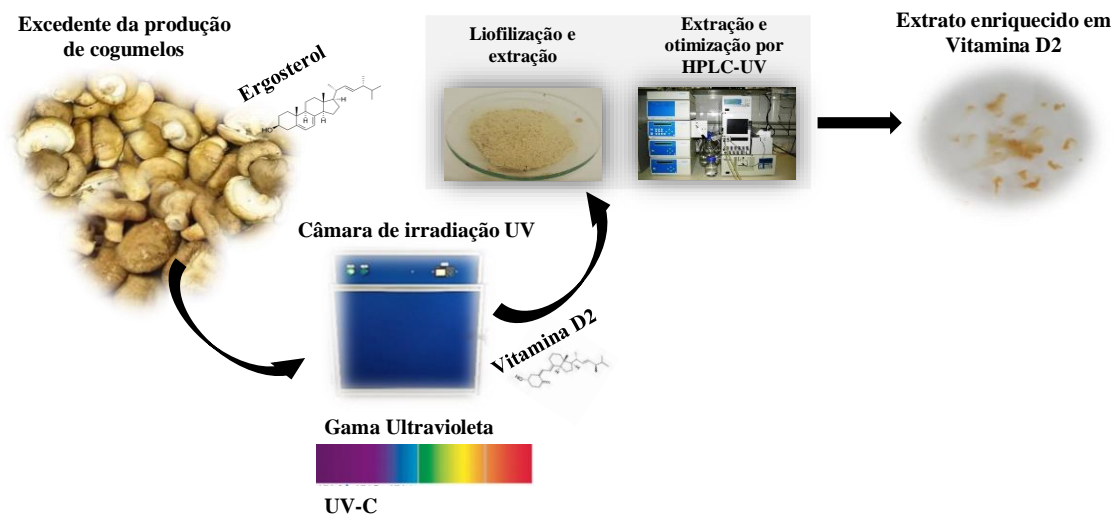 Excedente da produção
de cogumelos
Ergosterol
Liofilização e
extração
Extração e
otimização por
HPLC-UV
Extrato enriquecido em
Vitamina D2
Câmara de irradiação UV
Vitamina D2
Gama Ultravioleta
UV-C